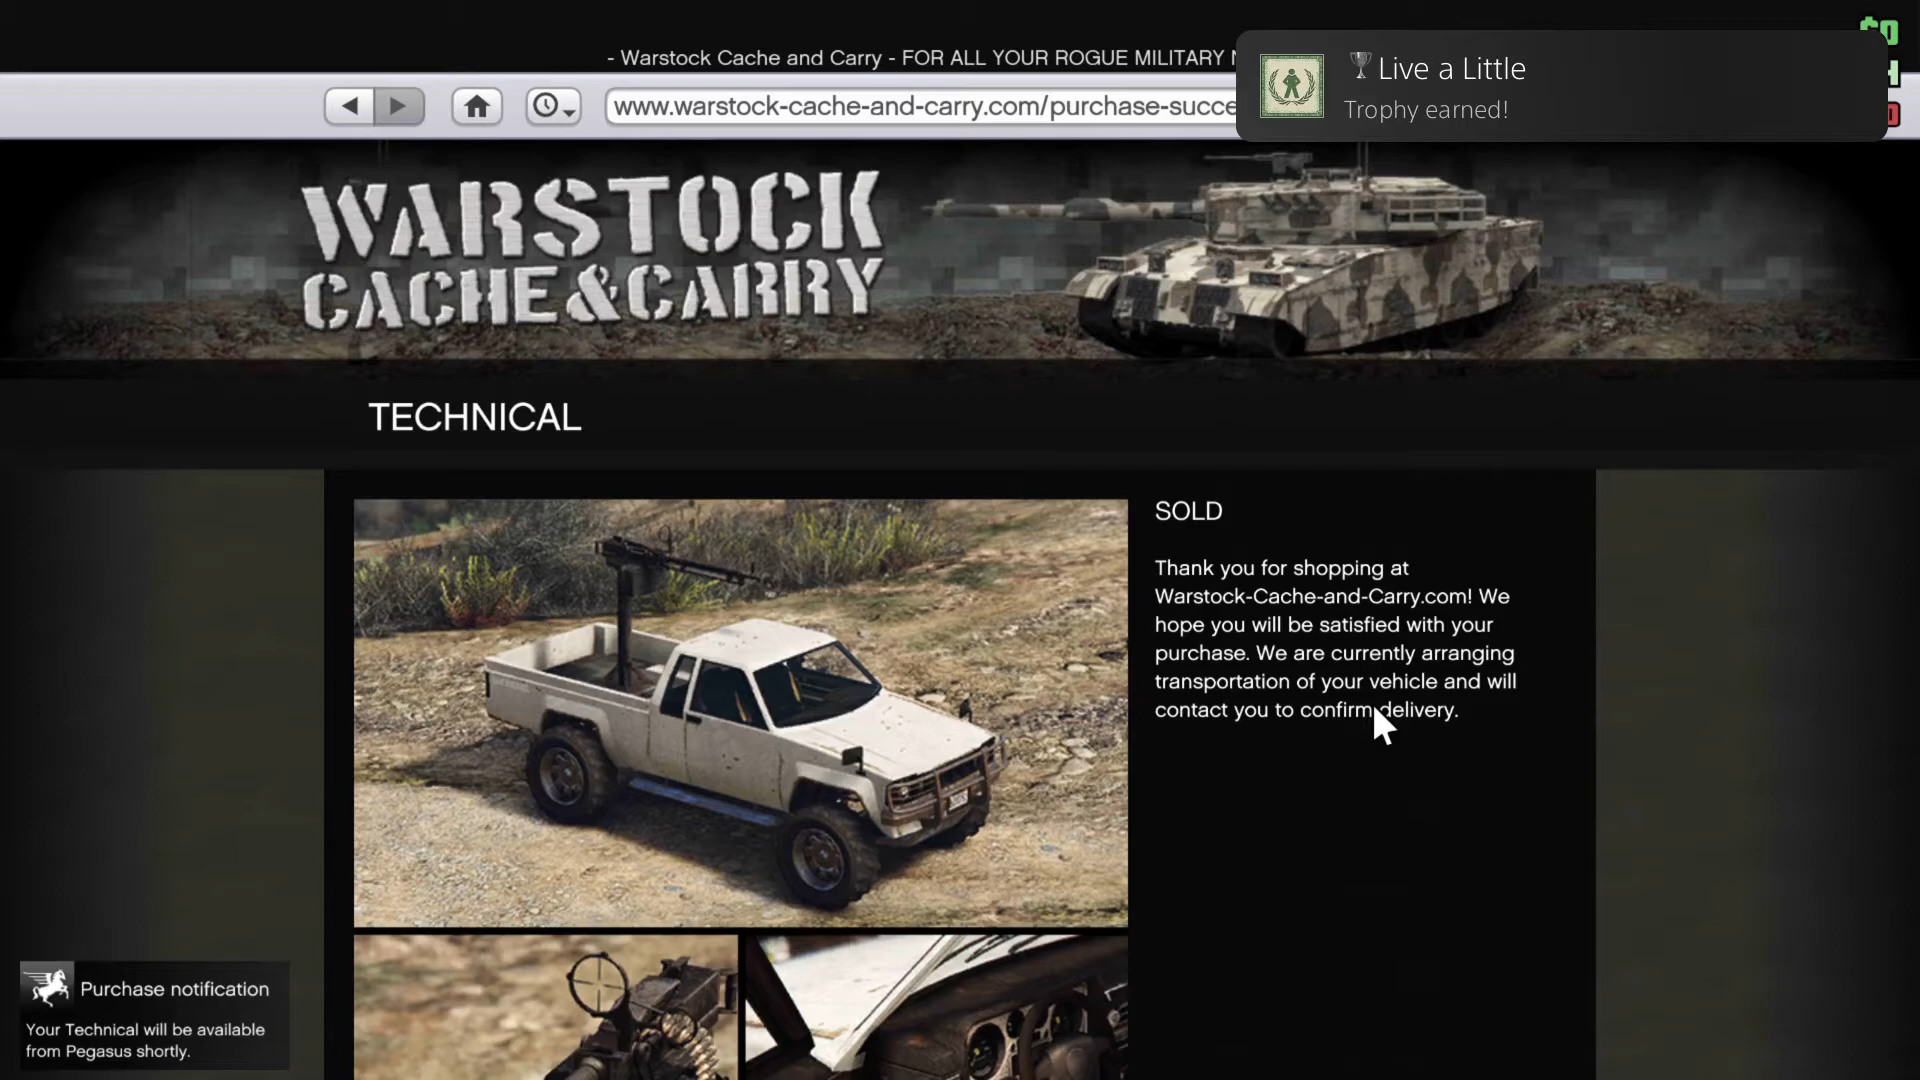 - Warstock Cache and Carry - FOR ALL YOUR ROGUE MILITARY
Live a Little
Trophy earned!
www.warstock-cache-and-carry.com/purchase-succe
WARSTOCK
CACHE & CARRY
TECHNICAL
SOLD
Thank you for shopping at
Warstock-Cache-and-Carry.com! We
hope you will be satisfied with your
purchase. We are currently arranging
transportation of your vehicle and will
contact you to confirm delivery.
Purchase notification
Your Technical will be available
from Pegasus shortly.